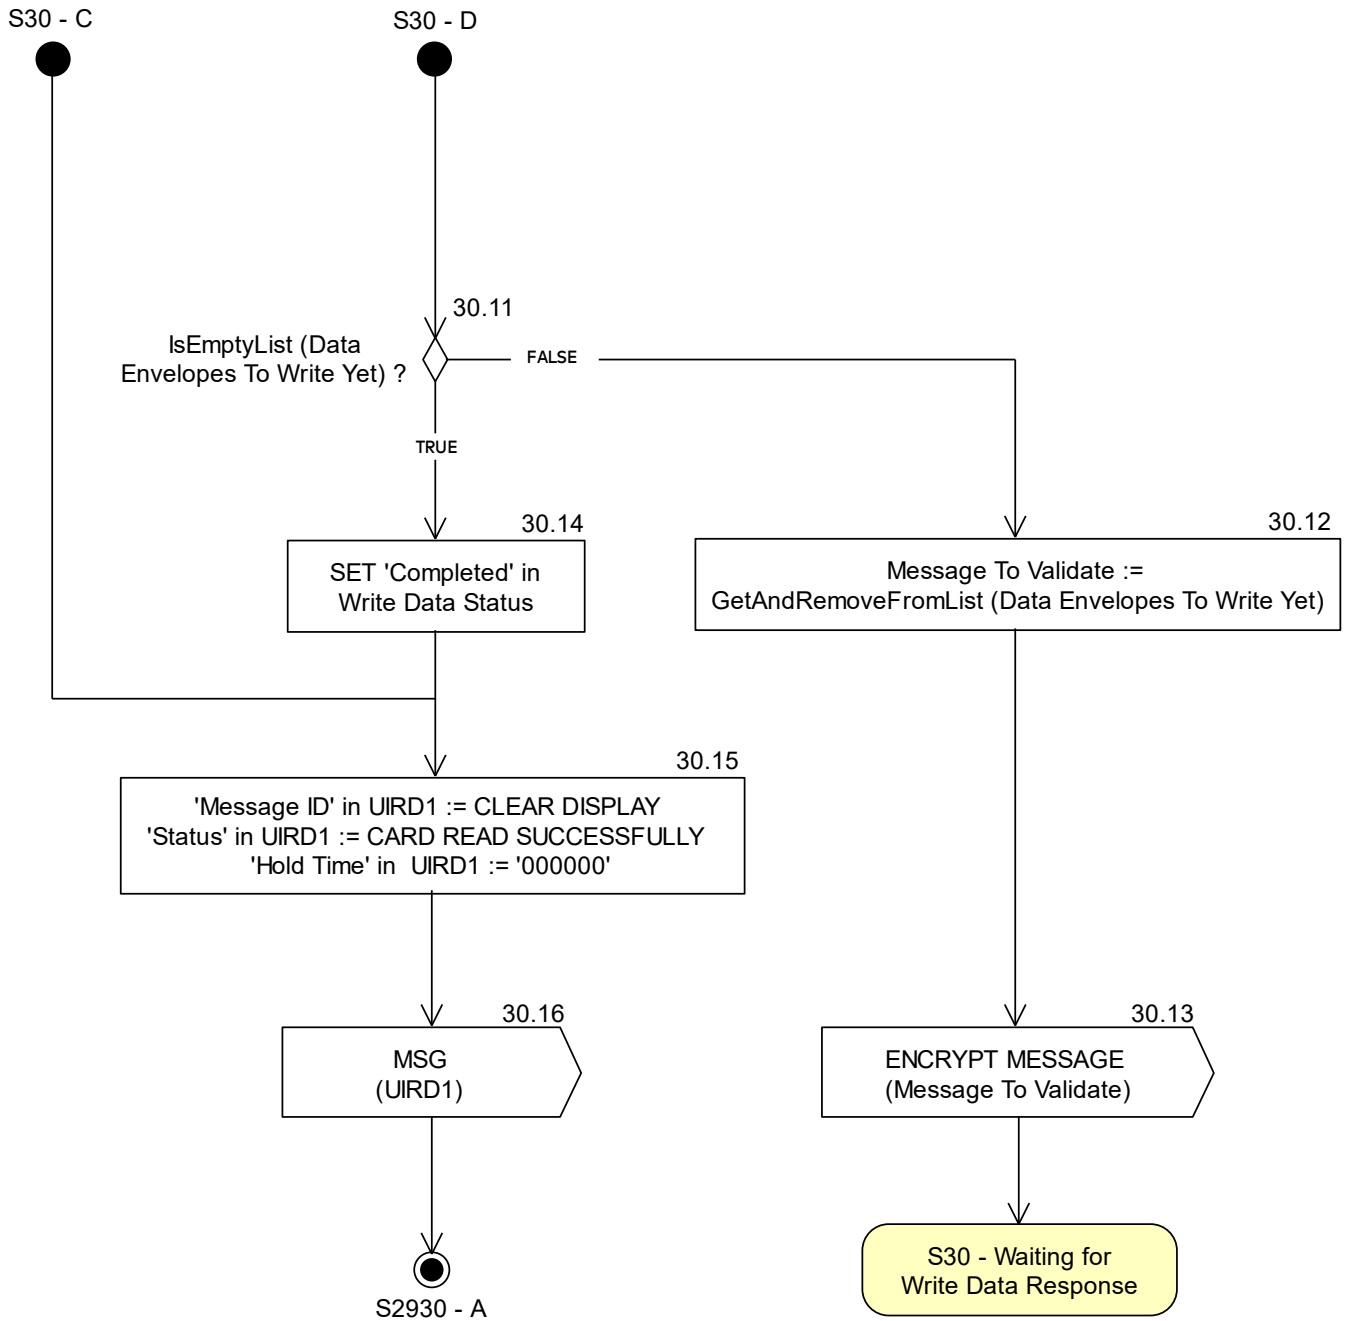 S30 - C
S30 - D
30.11
IsEmptyList (Data
Envelopes To Write Yet) ?
FALSE
TRUE
30.14
SET 'Completed' in
Write Data Status
30.12
Message To Validate :=
GetAndRemoveFromList (Data Envelopes To Write Yet)
30.15
'Message ID' in UIRD1 := CLEAR DISPLAY
'Status' in UIRD1 := CARD READ SUCCESSFULLY
'Hold Time' in  UIRD1 := '000000'
30.16
MSG
(UIRD1)
30.13
ENCRYPT MESSAGE
(Message To Validate)
S2930 - A
S30 - Waiting for
Write Data Response